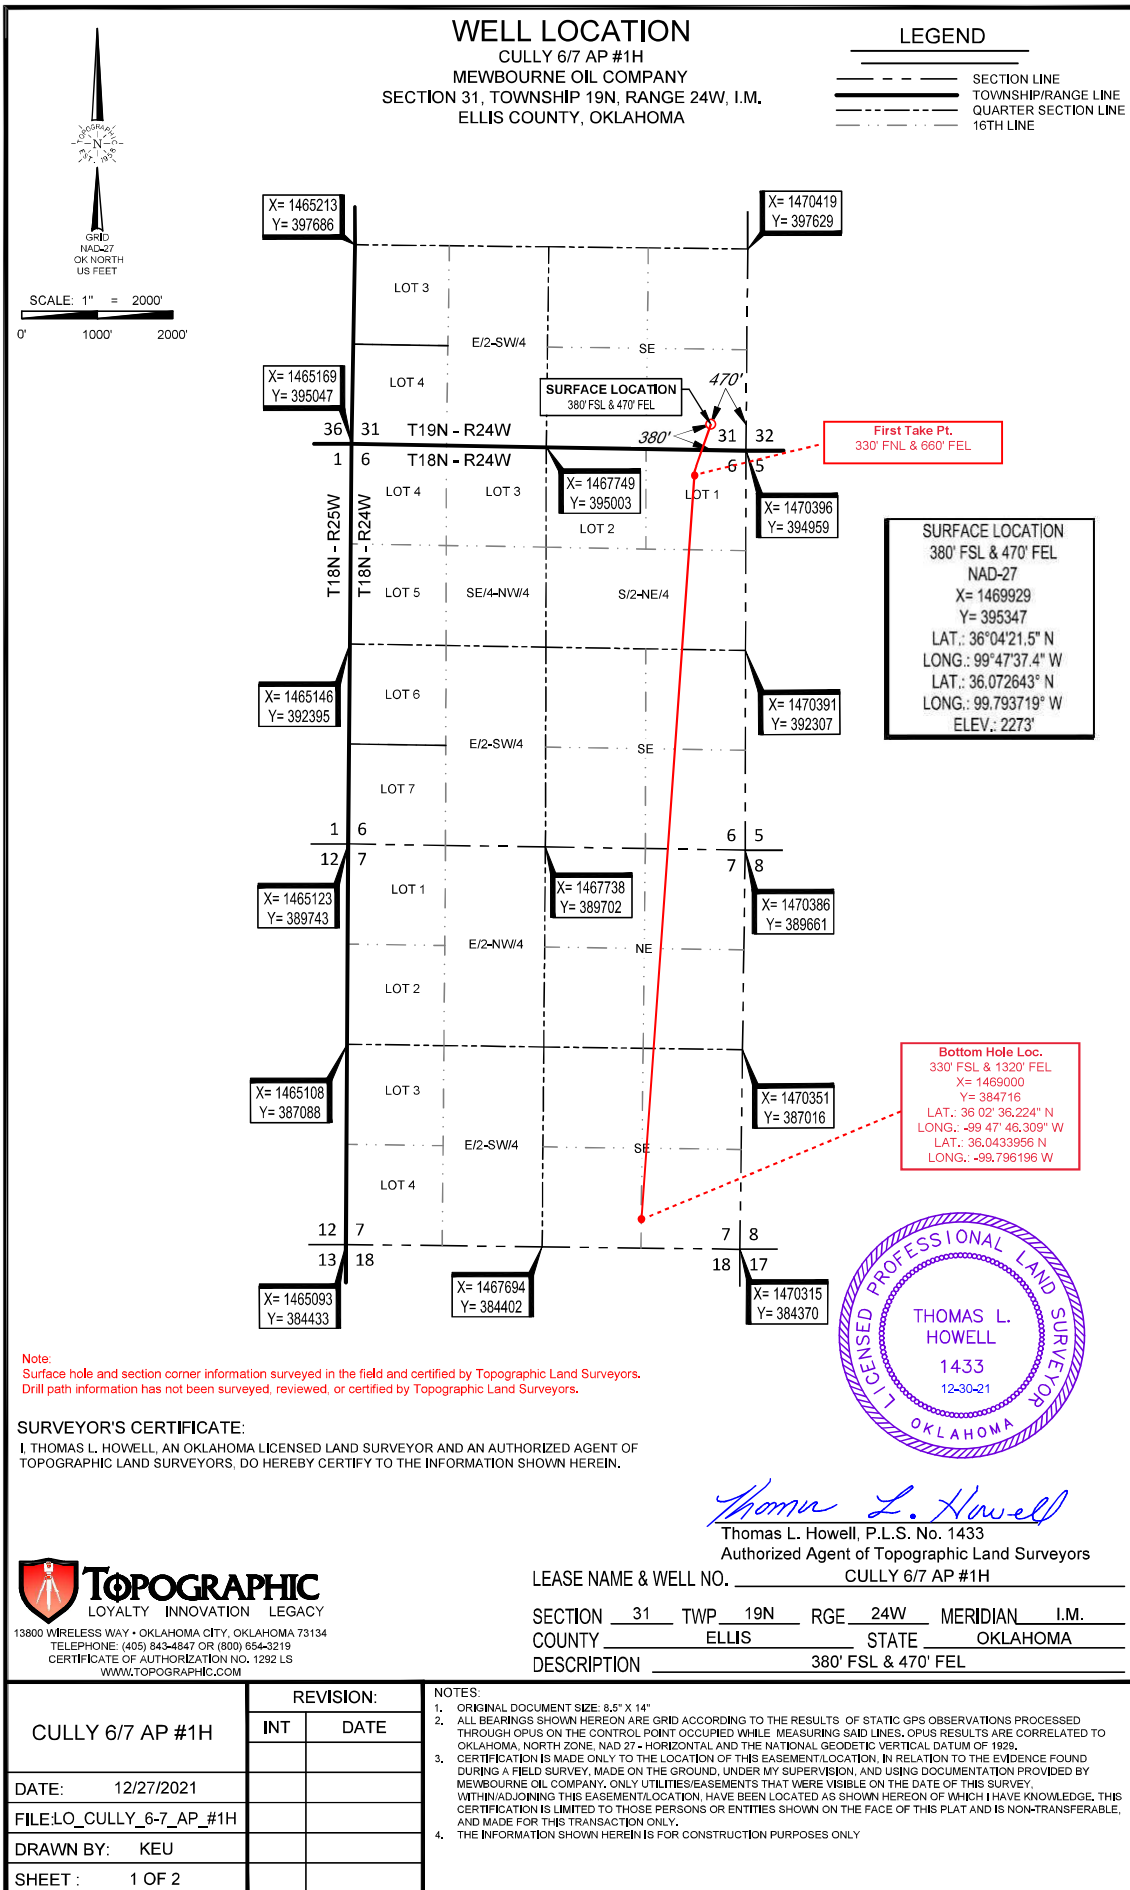 WELL LOCATION
CULLY 6/7 AP #1H
MEWBOURNE OIL COMPANY
SECTION 31, TOWNSHIP 19N, RANGE 24W, I.M.
ELLIS COUNTY, OKLAHOMA
LEGEND
SECTION LINE
TOWNSHIP/RANGE LINE
QUARTER SECTION LINE
16TH LINE
TOPOGRAPHIC
N
EST. 1958
GRID
NAD-27
OK NORTH
US FEET
SCALE: 1" = 2000'
0' 1000' 2000'
X= 1465213
Y= 397686
X= 1470419
Y= 397629
LOT 3
E/2-SW/4
SE
LOT 4
X= 1465169
Y= 395047
SURFACE LOCATION
380' FSL & 470' FEL
470'
380'
36 31 T19N - R24W 31 32
1 6 T18N - R24W 6 5
First Take Pt.
330' FNL & 660' FEL
T18N - R25W
T18N - R24W
LOT 4
LOT 3
X= 1467749
Y= 395003
LOT 2
LOT 1
X= 1470396
Y= 394959
LOT 5
SE/4-NW/4
S/2-NE/4
SURFACE LOCATION
380' FSL & 470' FEL
NAD-27
X= 1469929
Y= 395347
LAT.: 36°04'21.5" N
LONG.: 99°47'37.4" W
LAT.: 36.072643° N
LONG.: 99.793719° W
ELEV.: 2273'
X= 1465146
Y= 392395
LOT 6
X= 1470391
Y= 392307
E/2-SW/4
SE
LOT 7
1 6 6 5
12 7 7 8
X= 1465123
Y= 389743
LOT 1
X= 1467738
Y= 389702
X= 1470386
Y= 389661
E/2-NW/4
NE
LOT 2
X= 1465108
Y= 387088
LOT 3
X= 1470351
Y= 387016
Bottom Hole Loc.
330' FSL & 1320' FEL
X= 1469000
Y= 384716
LAT.: 36 02' 36.224" N
LONG.: -99 47' 46.309" W
LAT.: 36.0433956 N
LONG.: -99.796196 W
E/2-SW/4
SE
LOT 4
12 7 7 8
13 18 18 17
X= 1465093
Y= 384433
X= 1467694
Y= 384402
X= 1470315
Y= 384370
LICENSED PROFESSIONAL LAND SURVEYOR
THOMAS L.
HOWELL
1433
12-30-21
OKLAHOMA
Note:
Surface hole and section corner information surveyed in the field and certified by Topographic Land Surveyors.
Drill path information has not been surveyed, reviewed, or certified by Topographic Land Surveyors.
SURVEYOR'S CERTIFICATE:
I, THOMAS L. HOWELL, AN OKLAHOMA LICENSED LAND SURVEYOR AND AN AUTHORIZED AGENT OF
TOPOGRAPHIC LAND SURVEYORS, DO HEREBY CERTIFY TO THE INFORMATION SHOWN HEREIN.
Thomas L. Howell
Thomas L. Howell, P.L.S. No. 1433
Authorized Agent of Topographic Land Surveyors
TOPOGRAPHIC
LOYALTY INNOVATION LEGACY
13800 WIRELESS WAY • OKLAHOMA CITY, OKLAHOMA 73134
TELEPHONE: (405) 843-4847 OR (800) 654-3219
CERTIFICATE OF AUTHORIZATION NO. 1292 LS
WWW.TOPOGRAPHIC.COM
LEASE NAME & WELL NO. CULLY 6/7 AP #1H
SECTION 31 TWP 19N RGE 24W MERIDIAN I.M.
COUNTY ELLIS STATE OKLAHOMA
DESCRIPTION 380' FSL & 470' FEL
CULLY 6/7 AP #1H
REVISION:
INT DATE
DATE: 12/27/2021
FILE:LO_CULLY_6-7_AP_#1H
DRAWN BY: KEU
SHEET : 1 OF 2
NOTES:
1. ORIGINAL DOCUMENT SIZE: 8.5" X 14"
2. ALL BEARINGS SHOWN HEREON ARE GRID ACCORDING TO THE RESULTS OF STATIC GPS OBSERVATIONS PROCESSED
THROUGH OPUS ON THE CONTROL POINT OCCUPIED WHILE MEASURING SAID LINES. OPUS RESULTS ARE CORRELATED TO
OKLAHOMA, NORTH ZONE, NAD 27 - HORIZONTAL AND THE NATIONAL GEODETIC VERTICAL DATUM OF 1929.
3. CERTIFICATION IS MADE ONLY TO THE LOCATION OF THIS EASEMENT/LOCATION, IN RELATION TO THE EVIDENCE FOUND
DURING A FIELD SURVEY, MADE ON THE GROUND, UNDER MY SUPERVISION, AND USING DOCUMENTATION PROVIDED BY
MEWBOURNE OIL COMPANY. ONLY UTILITIES/EASEMENTS THAT WERE VISIBLE ON THE DATE OF THIS SURVEY,
WITHIN/ADJOINING THIS EASEMENT/LOCATION, HAVE BEEN LOCATED AS SHOWN HEREON OF WHICH I HAVE KNOWLEDGE. THIS
CERTIFICATION IS LIMITED TO THOSE PERSONS OR ENTITIES SHOWN ON THE FACE OF THIS PLAT AND IS NON-TRANSFERABLE,
AND MADE FOR THIS TRANSACTION ONLY.
4. THE INFORMATION SHOWN HEREIN IS FOR CONSTRUCTION PURPOSES ONLY